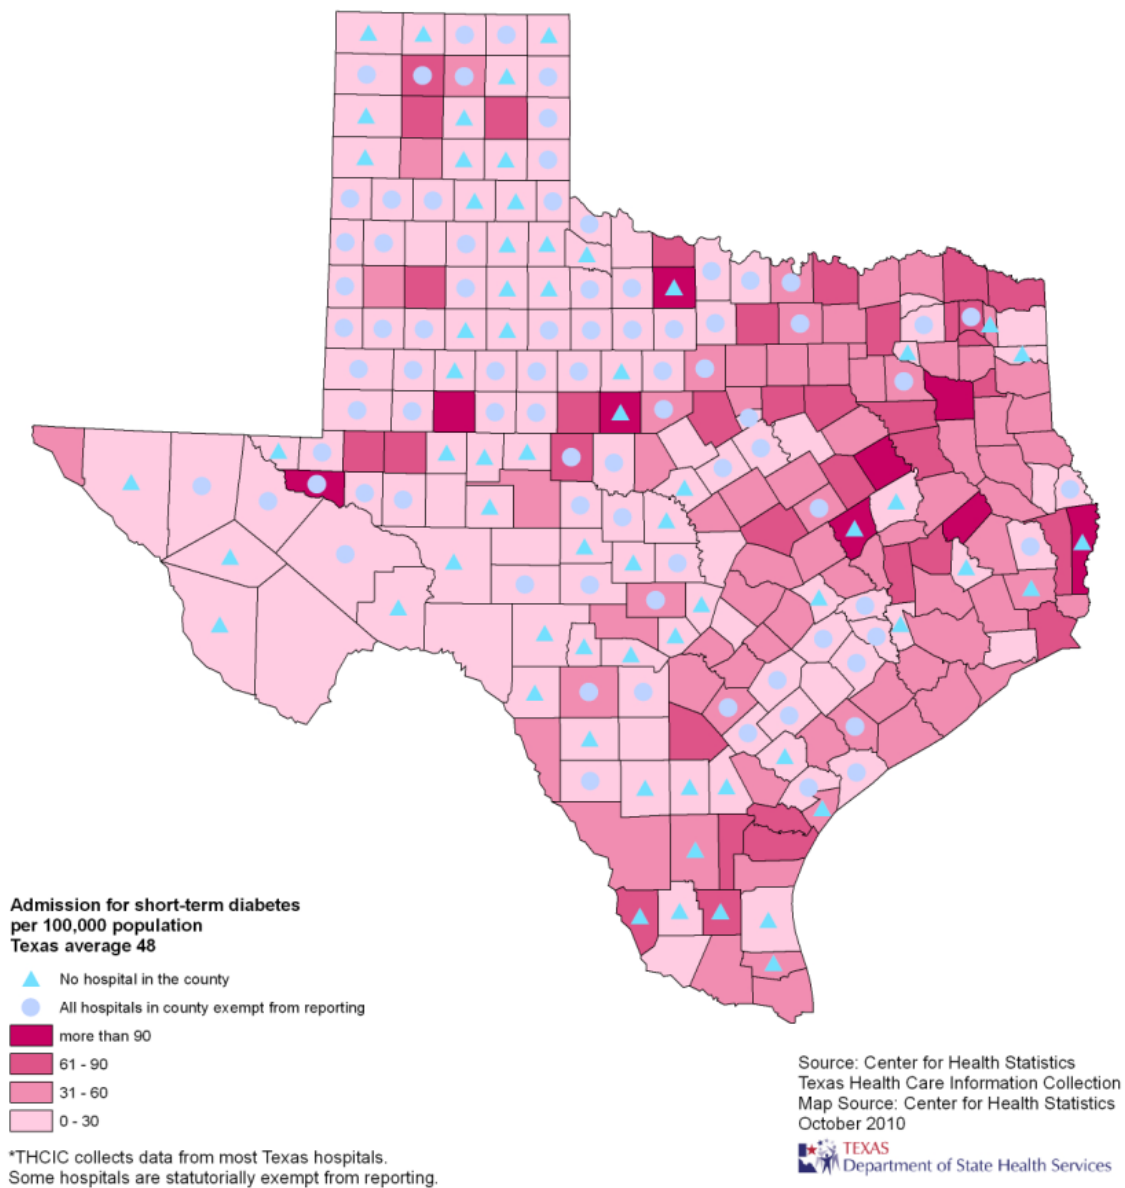 Admission for short-term diabetes
per 100,000 population
Texas average 48
No hospital in the county
All hospitals in county exempt from reporting
more than 90
61 - 90
31 - 60
0 - 30
*THCIC collects data from most Texas hospitals.
Some hospitals are statutorially exempt from reporting.
Source: Center for Health Statistics
Texas Health Care Information Collection
Map Source: Center for Health Statistics
October 2010
TEXAS
Department of State Health Services